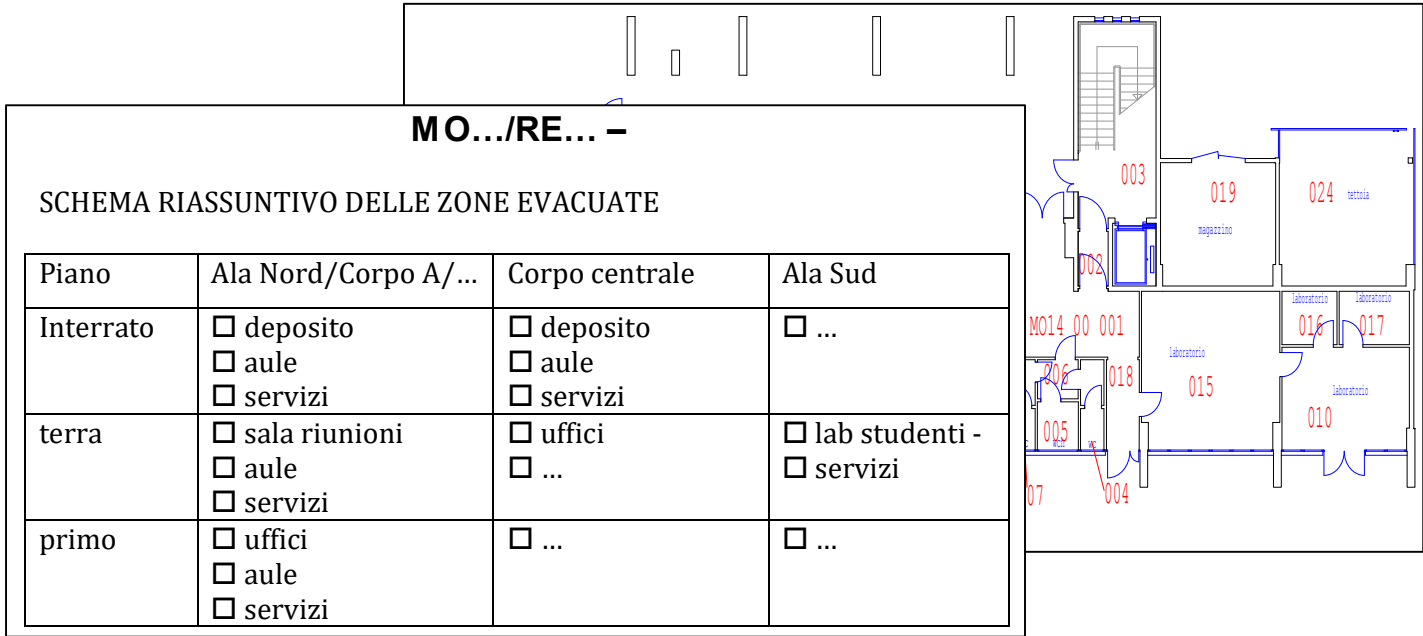 MO…/RE… –
SCHEMA RIASSUNTIVO DELLE ZONE EVACUATE
Piano Ala Nord/Corpo A/… Corpo centrale Ala Sud
Interrato ☐ deposito ☐ deposito ☐ …
☐ aule ☐ aule
☐ servizi ☐ servizi
terra ☐ sala riunioni ☐ uffici ☐ lab studenti -
☐ aule ☐ … ☐ servizi
☐ servizi
primo ☐ uffici ☐ … ☐ …
☐ aule
☐ servizi
003
019
magazzino
024 tettoia
002
MO14 00 001
laboratorio laboratorio
016 017
laboratorio
015
laboratorio
010
006 018
005
wch
wc
07 004